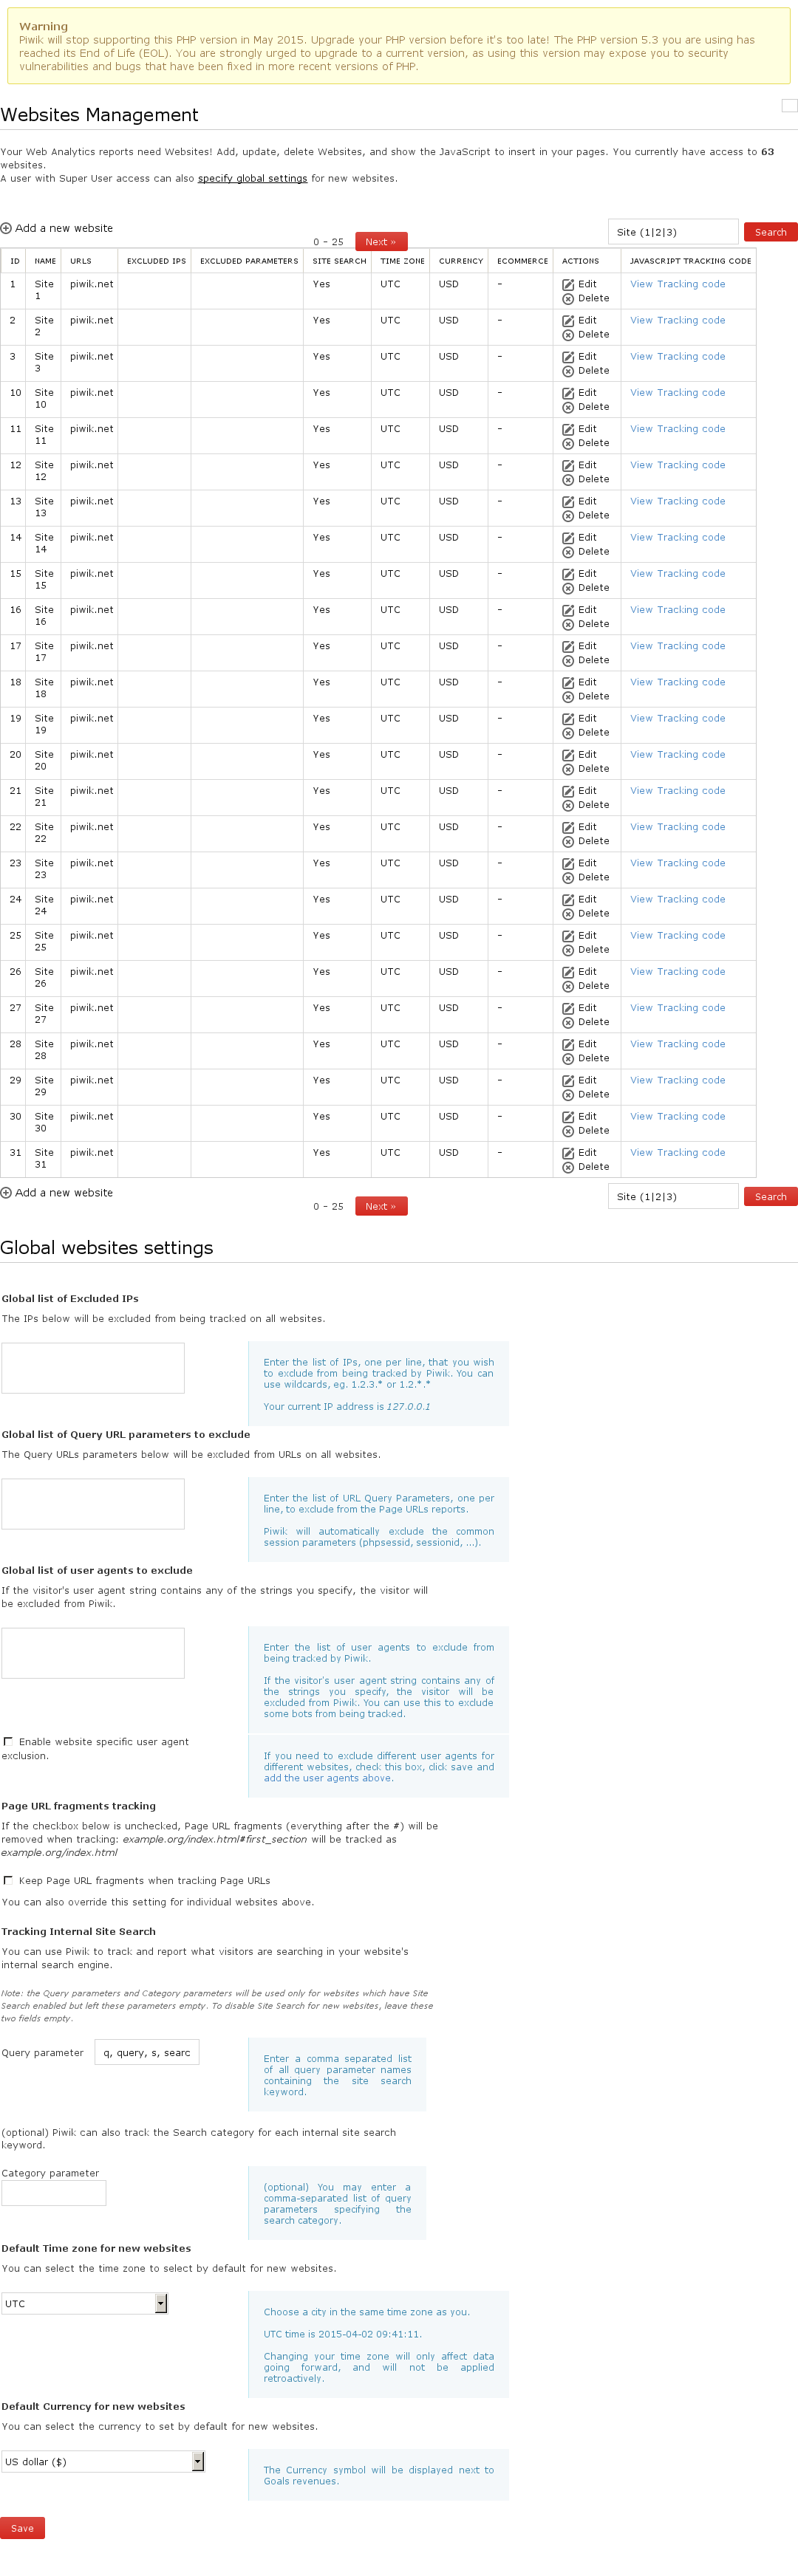 Warning
Piwik will stop supporting this PHP version in May 2015. Upgrade your PHP version before it's too late! The PHP version 5.3 you are using has
reached its End of Life (EOL). You are strongly urged to upgrade to a current version, as using this version may expose you to security
vulnerabilities and bugs that have been fixed in more recent versions of PHP.
Websites Management
Your Web Analytics reports need Websites! Add, update, delete Websites, and show the JavaScript to insert in your pages. You currently have access to 63
websites.
A user with Super User access can also specify global settings for new websites.
Add a new website
0 - 25 Next »
Site (1|2|3) Search
ID NAME URLS EXCLUDED IPS EXCLUDED PARAMETERS SITE SEARCH TIME ZONE CURRENCY ECOMMERCE ACTIONS JAVASCRIPT TRACKING CODE
1 Site piwik.net Yes UTC USD - Edit View Tracking code
1 Delete
2 Site piwik.net Yes UTC USD - Edit View Tracking code
2 Delete
3 Site piwik.net Yes UTC USD - Edit View Tracking code
3 Delete
10 Site piwik.net Yes UTC USD - Edit View Tracking code
10 Delete
11 Site piwik.net Yes UTC USD - Edit View Tracking code
11 Delete
12 Site piwik.net Yes UTC USD - Edit View Tracking code
12 Delete
13 Site piwik.net Yes UTC USD - Edit View Tracking code
13 Delete
14 Site piwik.net Yes UTC USD - Edit View Tracking code
14 Delete
15 Site piwik.net Yes UTC USD - Edit View Tracking code
15 Delete
16 Site piwik.net Yes UTC USD - Edit View Tracking code
16 Delete
17 Site piwik.net Yes UTC USD - Edit View Tracking code
17 Delete
18 Site piwik.net Yes UTC USD - Edit View Tracking code
18 Delete
19 Site piwik.net Yes UTC USD - Edit View Tracking code
19 Delete
20 Site piwik.net Yes UTC USD - Edit View Tracking code
20 Delete
21 Site piwik.net Yes UTC USD - Edit View Tracking code
21 Delete
22 Site piwik.net Yes UTC USD - Edit View Tracking code
22 Delete
23 Site piwik.net Yes UTC USD - Edit View Tracking code
23 Delete
24 Site piwik.net Yes UTC USD - Edit View Tracking code
24 Delete
25 Site piwik.net Yes UTC USD - Edit View Tracking code
25 Delete
26 Site piwik.net Yes UTC USD - Edit View Tracking code
26 Delete
27 Site piwik.net Yes UTC USD - Edit View Tracking code
27 Delete
28 Site piwik.net Yes UTC USD - Edit View Tracking code
28 Delete
29 Site piwik.net Yes UTC USD - Edit View Tracking code
29 Delete
30 Site piwik.net Yes UTC USD - Edit View Tracking code
30 Delete
31 Site piwik.net Yes UTC USD - Edit View Tracking code
31 Delete
Add a new website
0 - 25 Next »
Site (1|2|3) Search
Global websites settings
Global list of Excluded IPs
The IPs below will be excluded from being tracked on all websites.
Enter the list of IPs, one per line, that you wish
to exclude from being tracked by Piwik. You can
use wildcards, eg. 1.2.3.* or 1.2.*.*
Your current IP address is 127.0.0.1
Global list of Query URL parameters to exclude
The Query URLs parameters below will be excluded from URLs on all websites.
Enter the list of URL Query Parameters, one per
line, to exclude from the Page URLs reports.
Piwik will automatically exclude the common
session parameters (phpsessid, sessionid, ...).
Global list of user agents to exclude
If the visitor's user agent string contains any of the strings you specify, the visitor will
be excluded from Piwik.
Enter the list of user agents to exclude from
being tracked by Piwik.
If the visitor's user agent string contains any of
the strings you specify, the visitor will be
excluded from Piwik. You can use this to exclude
some bots from being tracked.
Enable website specific user agent
exclusion.
If you need to exclude different user agents for
different websites, check this box, click save and
add the user agents above.
Page URL fragments tracking
If the checkbox below is unchecked, Page URL fragments (everything after the #) will be
removed when tracking: example.org/index.html#first_section will be tracked as
example.org/index.html
Keep Page URL fragments when tracking Page URLs
You can also override this setting for individual websites above.
Tracking Internal Site Search
You can use Piwik to track and report what visitors are searching in your website's
internal search engine.
Note: the Query parameters and Category parameters will be used only for websites which have Site
Search enabled but left these parameters empty. To disable Site Search for new websites, leave these
two fields empty.
Query parameter q, query, s, searc
Enter a comma separated list
of all query parameter names
containing the site search
keyword.
(optional) Piwik can also track the Search category for each internal site search
keyword.
Category parameter
(optional) You may enter a
comma-separated list of query
parameters specifying the
search category.
Default Time zone for new websites
You can select the time zone to select by default for new websites.
UTC
Choose a city in the same time zone as you.
UTC time is 2015-04-02 09:41:11.
Changing your time zone will only affect data
going forward, and will not be applied
retroactively.
Default Currency for new websites
You can select the currency to set by default for new websites.
US dollar ($)
The Currency symbol will be displayed next to
Goals revenues.
Save